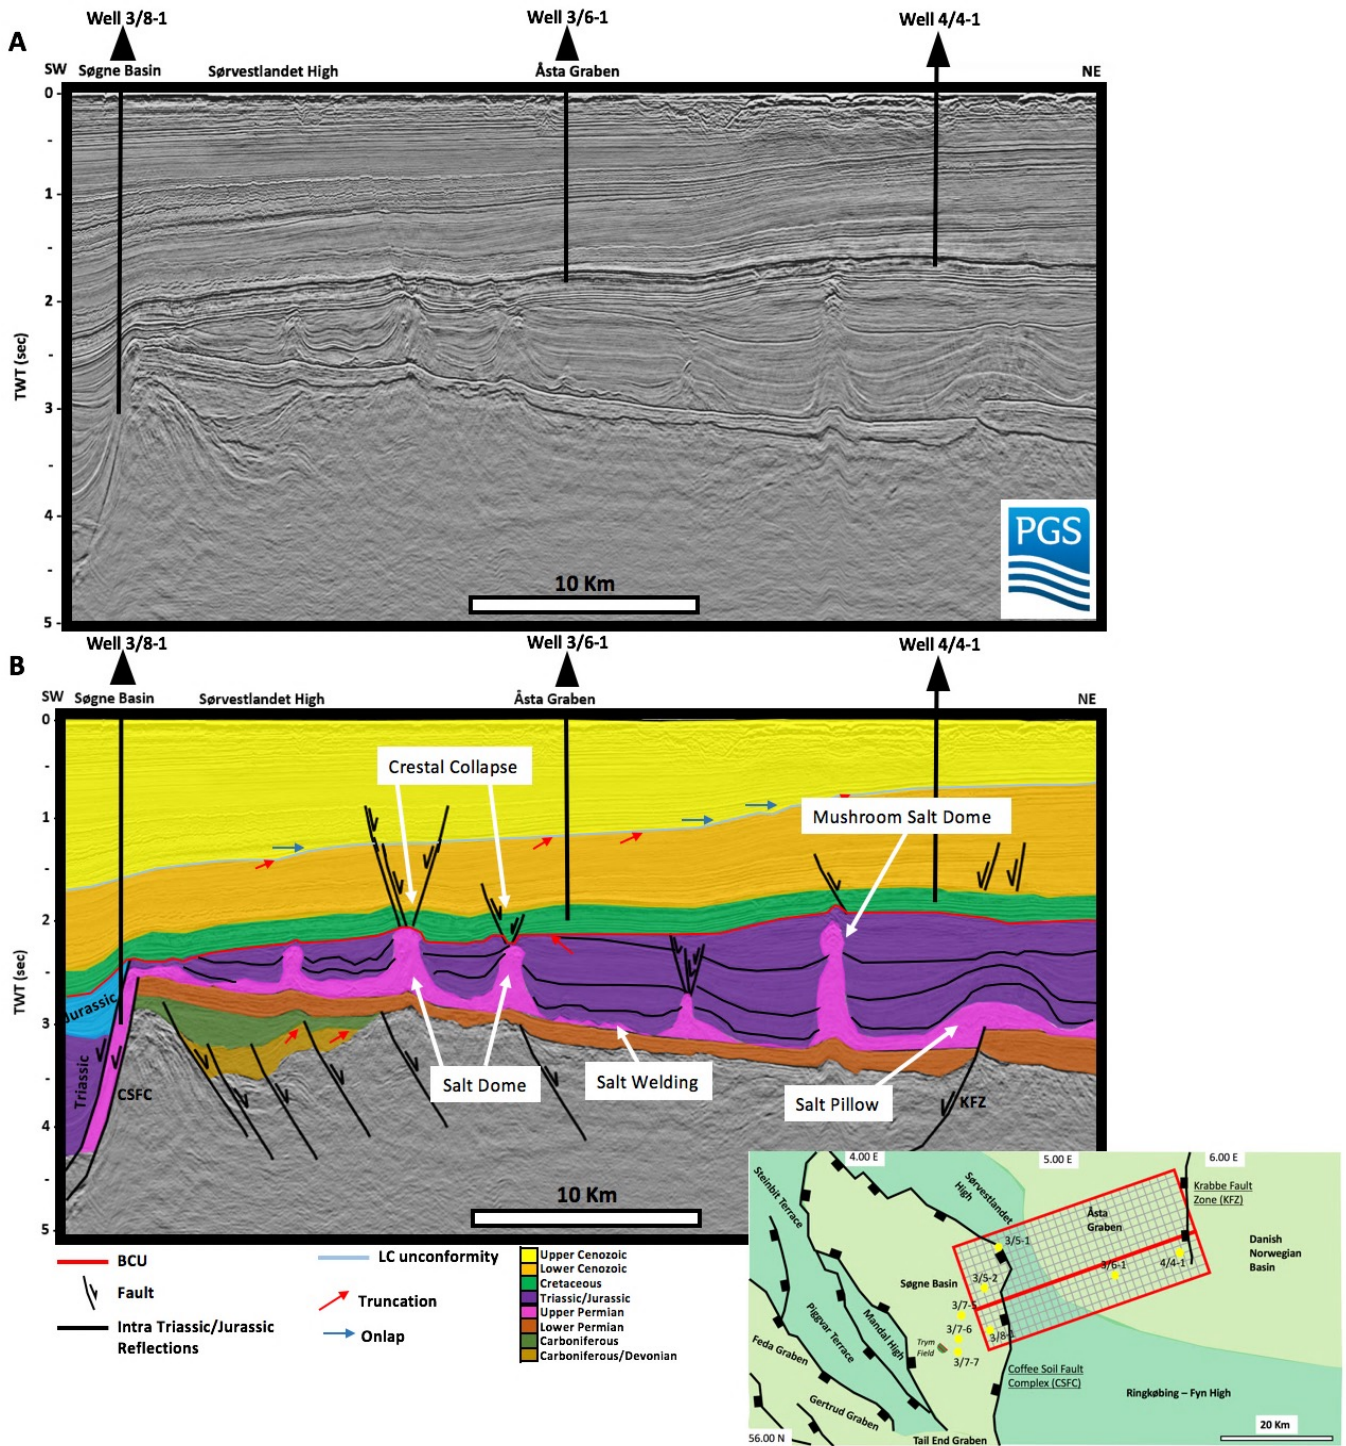 Well 3/8-1
Well 3/6-1
Well 4/4-1
A
SW
Søgne Basin
Sørvestlandet High
Åsta Graben
NE
0
-
1
-
2
-
3
-
4
-
5
TWT (sec)
PGS
10 Km
Well 3/8-1
Well 3/6-1
Well 4/4-1
B
SW
Søgne Basin
Sørvestlandet High
Åsta Graben
NE
0
-
1
-
2
-
3
-
4
-
5
TWT (sec)
Crestal Collapse
Mushroom Salt Dome
Jurassic
Triassic
CSFC
Salt Dome
Salt Welding
Salt Pillow
KFZ
10 Km
BCU
Fault
Intra Triassic/Jurassic
Reflections
LC unconformity
Truncation
Onlap
Upper Cenozoic
Lower Cenozoic
Cretaceous
Triassic/Jurassic
Upper Permian
Lower Permian
Carboniferous
Carboniferous/Devonian
4.00 E
5.00 E
6.00 E
Steinbit Terrace
Sørvestlandet
High
Krabbe Fault
Zone (KFZ)
Åsta
Graben
3/5-1
Danish
Norwegian
Basin
4/4-1
3/6-1
Søgne Basin
3/5-2
3/7-5
3/7-6
3/8-1
3/7-7
Trym
Field
Piggvar Terrace
Mandal High
Feda Graben
Gertrud Graben
Coffee Soil Fault
Complex (CSFC)
Ringkøbing – Fyn High
56.00 N
Tail End Graben
20 Km